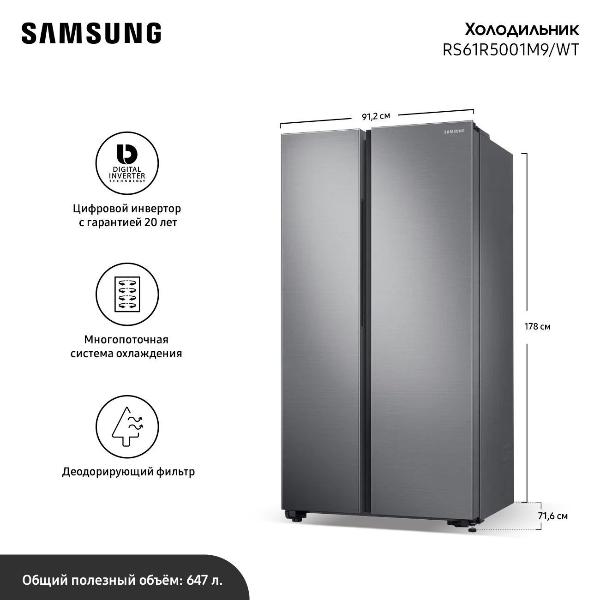 SAMSUNG
Холодильник
RS61R5001M9/WT
91,2 см
SAMSUNG
DIGITAL
INVERTER
TECHNOLOGY
Цифровой инвертор
с гарантией 20 лет
178 см
Многопоточная
система охлаждения
Деодорирующий фильтр
71,6 см
Общий полезный объём: 647 л.